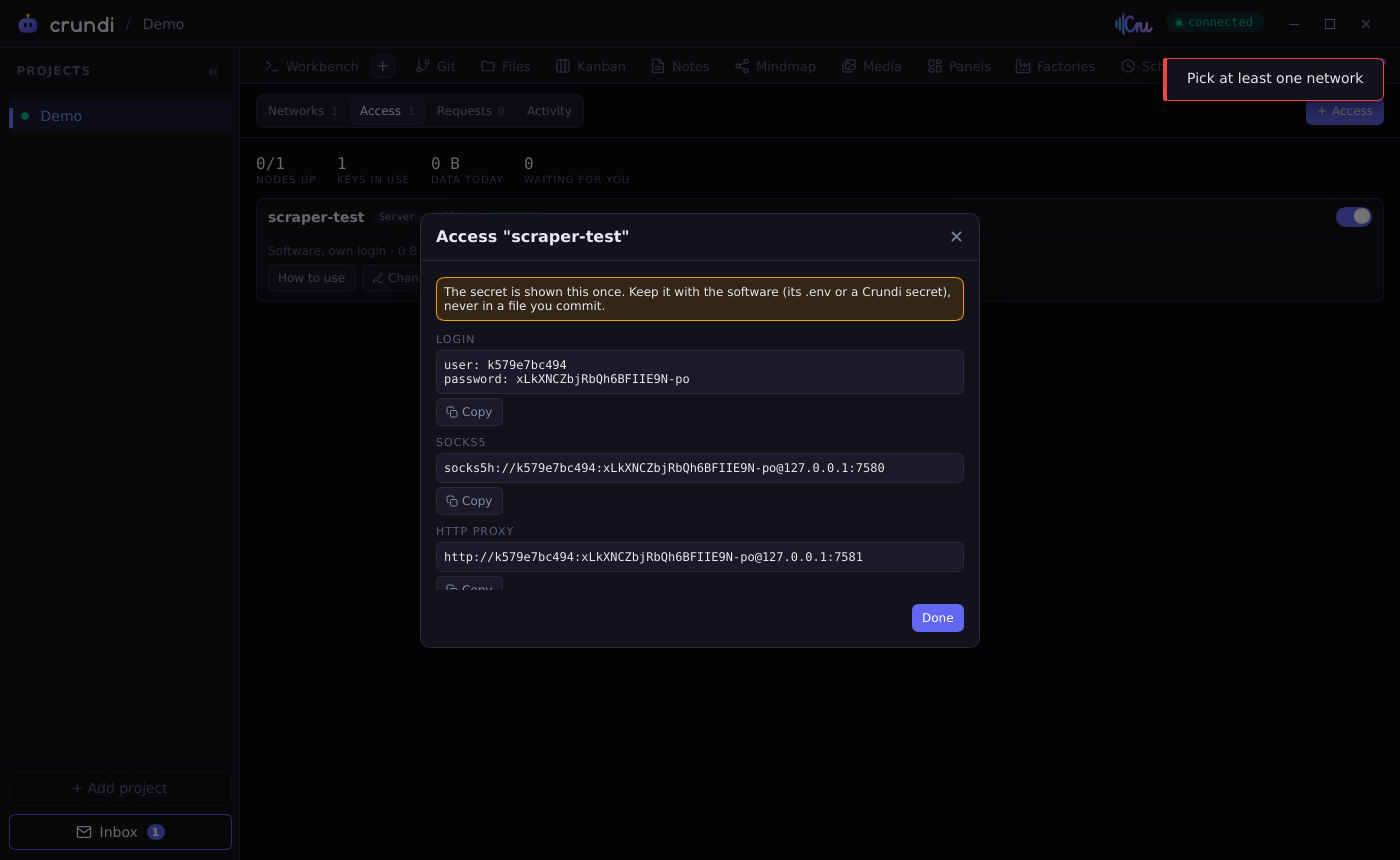 crundi / Demo
Cru
connected
PROJECTS
«
Workbench
+
Git
Files
Kanban
Notes
Mindmap
Media
Panels
Factories
Pick at least one network
Demo
Networks 1
Access 1
Requests 0
Activity
+ Access
0/1
NODES UP
1
KEYS IN USE
0 B
DATA TODAY
0
WAITING FOR YOU
scraper-test
Server
Software, own login · 0 B
How to use
Access "scraper-test"
The secret is shown this once. Keep it with the software (its .env or a Crundi secret),
never in a file you commit.
LOGIN
user: k579e7bc494
password: xLkXNCZbjRbQh6BFIIE9N-po
Copy
SOCKS5
socks5h://k579e7bc494:xLkXNCZbjRbQh6BFIIE9N-po@127.0.0.1:7580
Copy
HTTP PROXY
http://k579e7bc494:xLkXNCZbjRbQh6BFIIE9N-po@127.0.0.1:7581
Copy
Done
+ Add project
Inbox 1